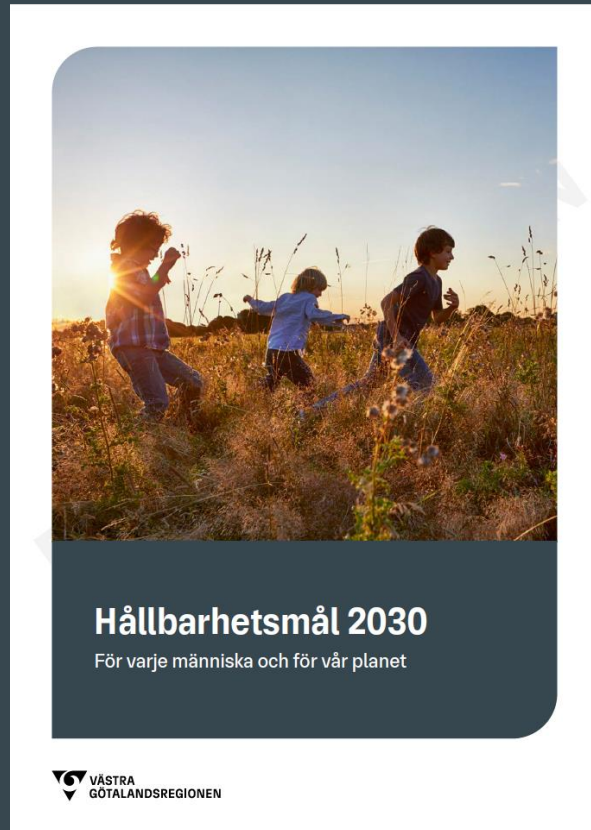 Hållbarhetsmål 2030
För varje människa och för vår planet
VÄSTRA
GÖTALANDSREGIONEN